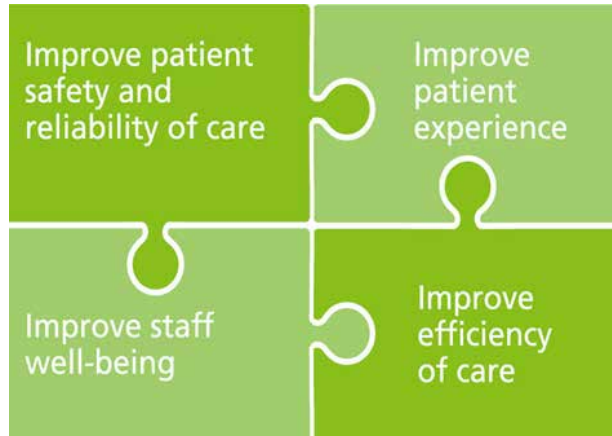 Improve patient
safety and
reliability of care
Improve
patient
experience
Improve staff
well-being
Improve
efficiency
of care